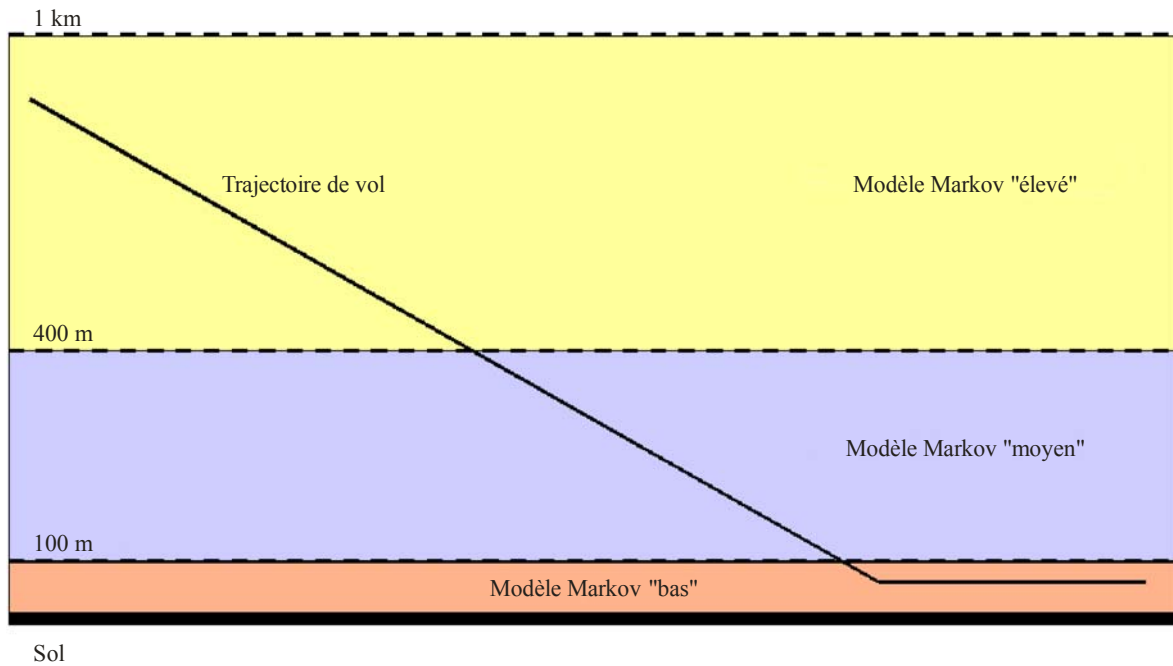 1 km
Trajectoire de vol
Modèle Markov "élevé"
400 m
Modèle Markov "moyen"
100 m
Modèle Markov "bas"
Sol